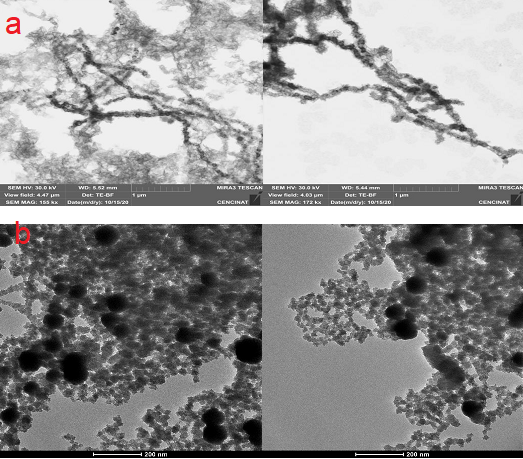 a
SEM HV: 30.0 kV WD: 5.52 mm MIRA3 TESCAN
View field: 4.47 µm Det: TE-BF 1 µm
SEM MAG: 155 kx Date(m/d/y): 10/15/20 CENCINAT
SEM HV: 30.0 kV WD: 5.44 mm MIRA3 TESCAN
View field: 4.03 µm Det: TE-BF 1 µm
SEM MAG: 172 kx Date(m/d/y): 10/15/20 CENCINAT
b
200 nm
200 nm